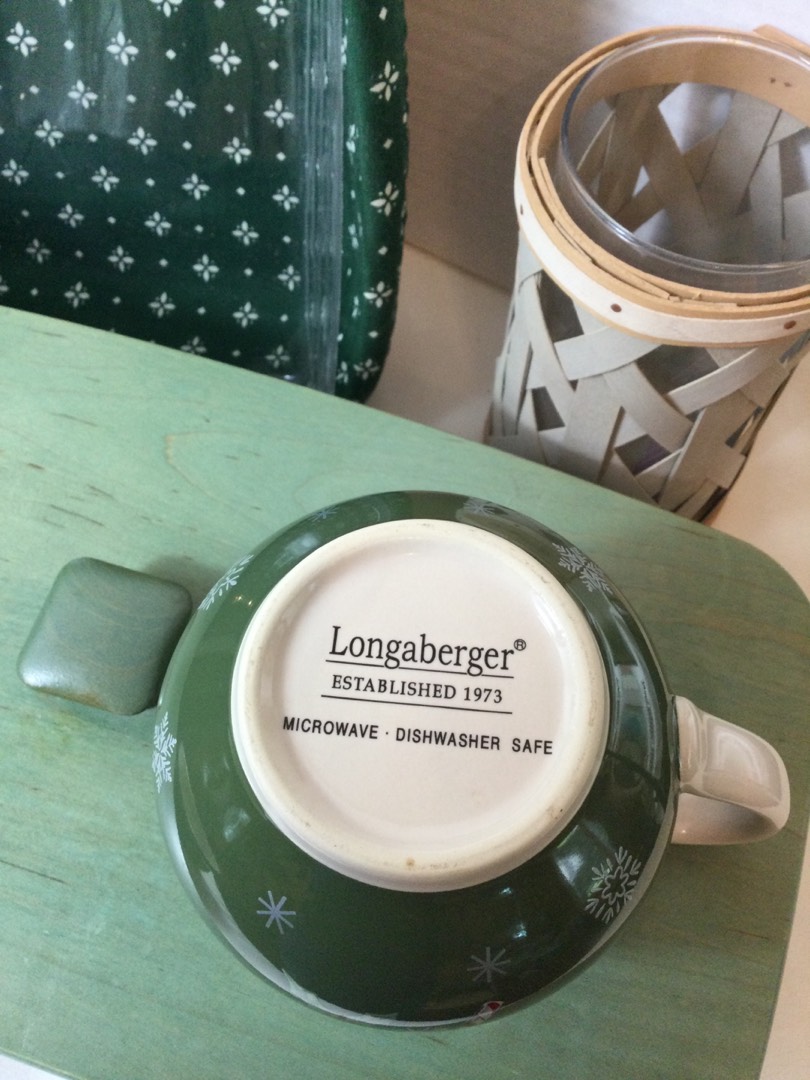 Longaberger®
ESTABLISHED 1973
MICROWAVE · DISHWASHER SAFE